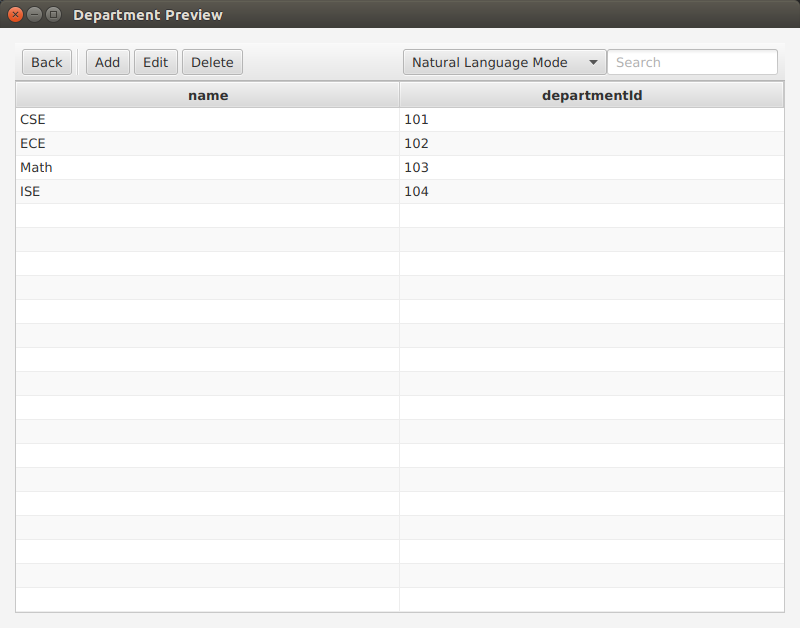 Department Preview
Back Add Edit Delete Natural Language Mode Search
name departmentId
CSE 101
ECE 102
Math 103
ISE 104